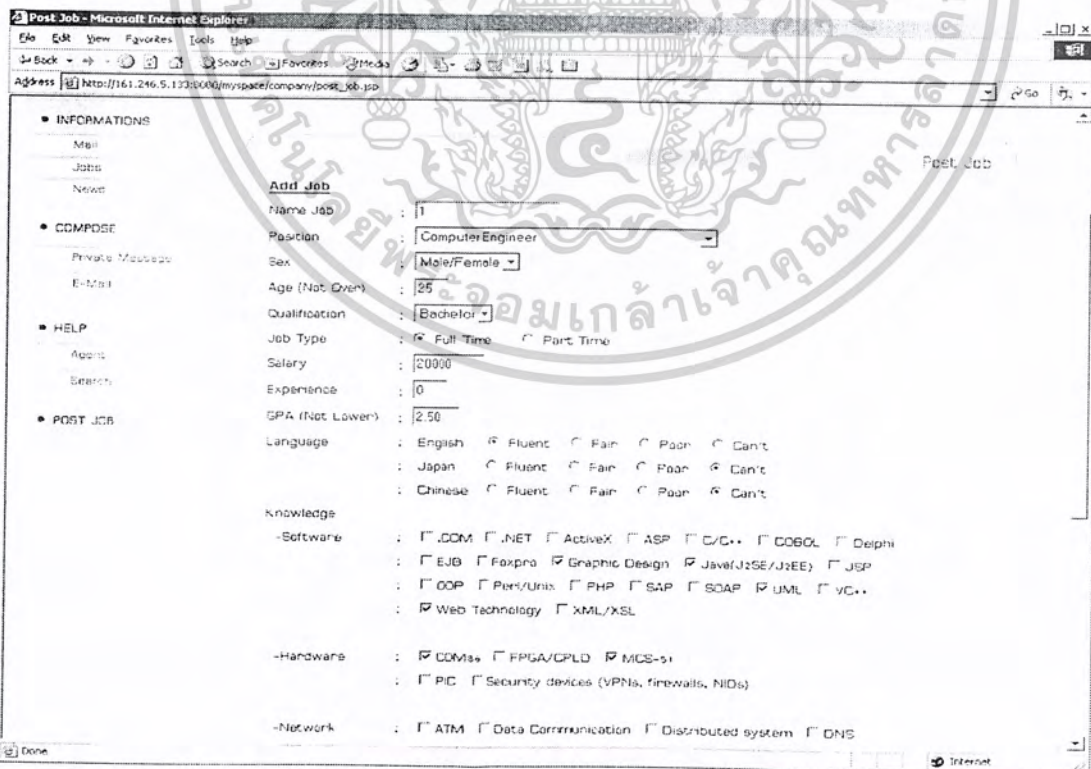 Post Job - Microsoft Internet Explorer
File Edit View Favorites Tools Help
Back Search Favorites Media
Address http://161.246.5.133:8080/myspace/company/post_job.jsp Go
INFORMATIONS
Mail
Jobs
News
COMPOSE
Private Message
E-Mail
HELP
Agent
Search
POST JOB
Post Job
Add Job
Name Job : 1
Position : ComputerEngineer
Sex : Male/Female
Age (Not Over) : 25
Qualification : Bachelor
Job Type : Full Time Part Time
Salary : 20000
Experience : 0
GPA (Not Lower) : 2.50
Language : English Fluent Fair Poor Can't
: Japan Fluent Fair Poor Can't
: Chinese Fluent Fair Poor Can't
Knowledge
-Software : .COM .NET ActiveX ASP C/C++ COBOL Delphi
: EJB Foxpro Graphic Design Java(J2SE/J2EE) JSP
: OOP Perl/Unix PHP SAP SOAP UML VC++
: Web Technology XML/XSL
-Hardware : COM86 FPGA/CPLD MCS-51
: PIC Security devices (VPNs, firewalls, NIDs)
-Network : ATM Data Communication Distributed system DNS
Done Internet